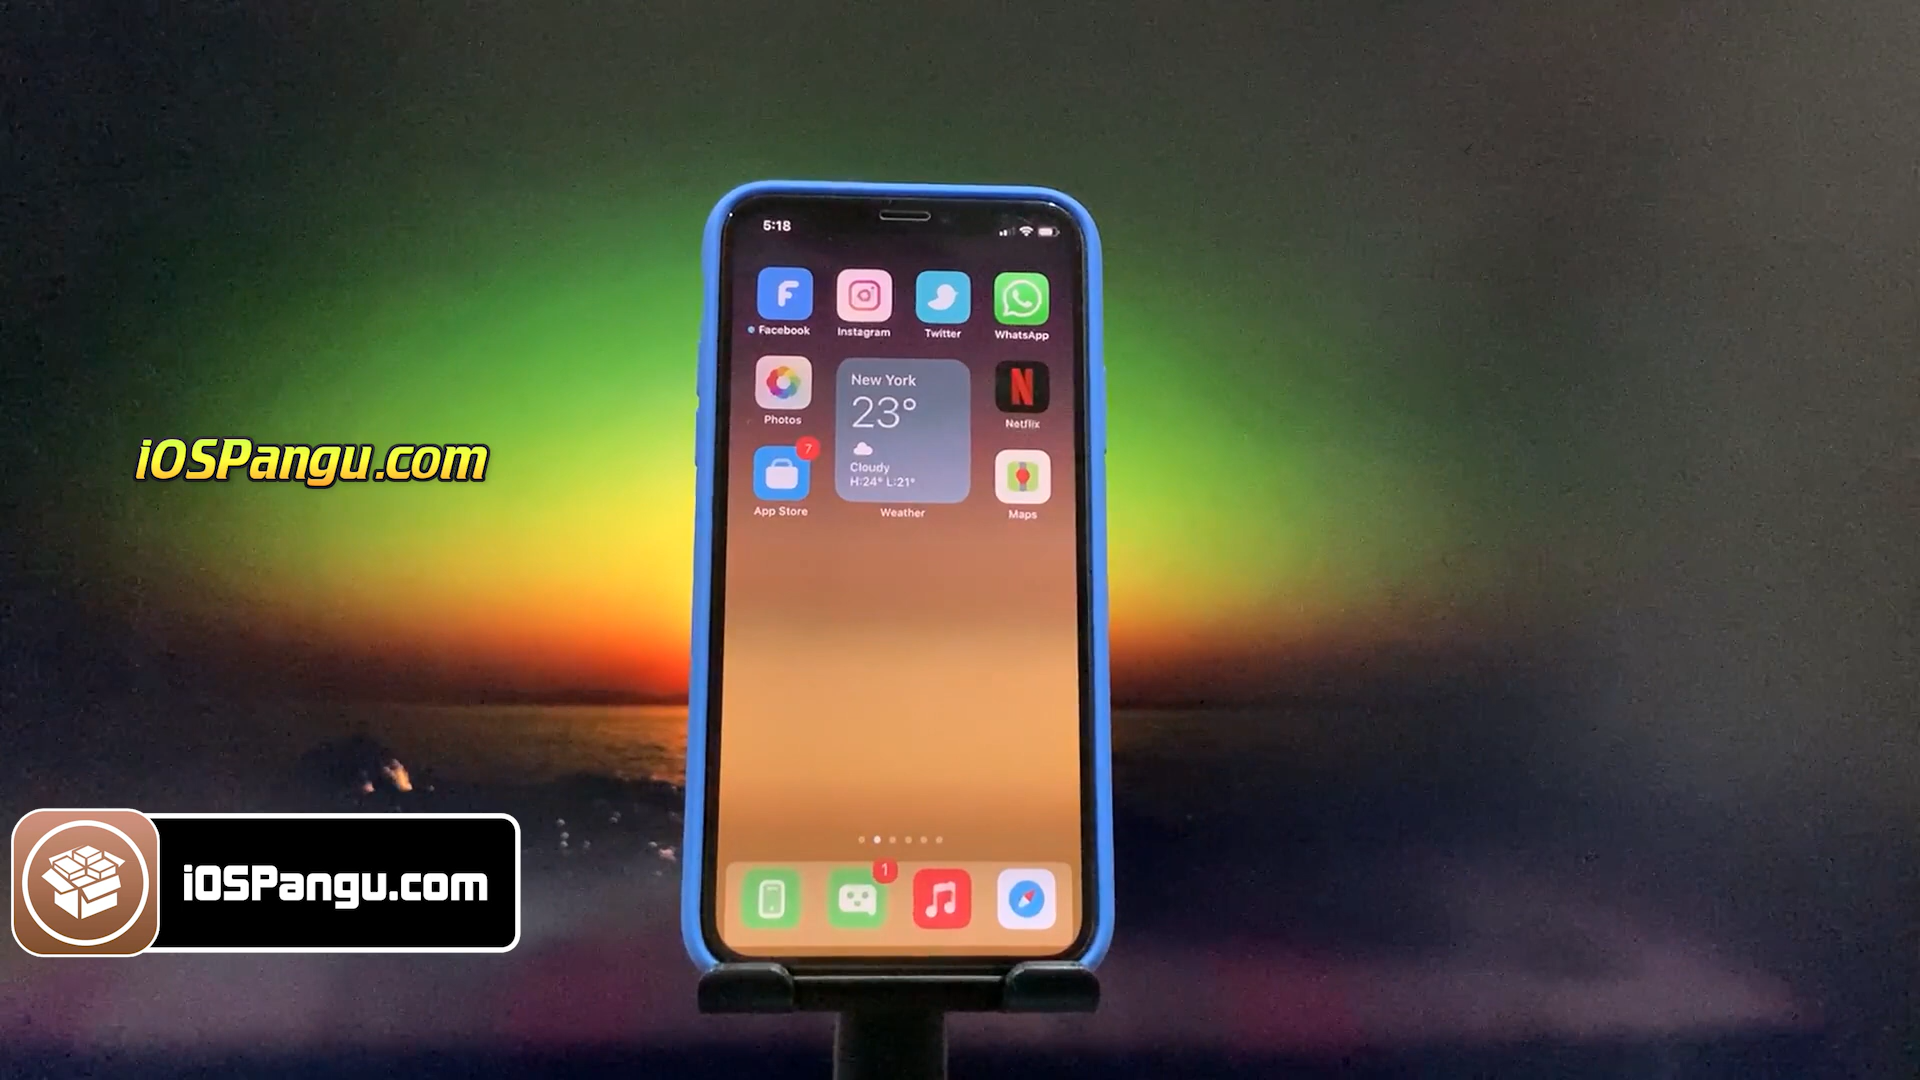 5:18
Facebook
Instagram
Twitter
WhatsApp
Photos
New York
23°
Cloudy
H:24° L:21°
Weather
Netflix
7
App Store
Maps
iOSPangu.com
1
iOSPangu.com